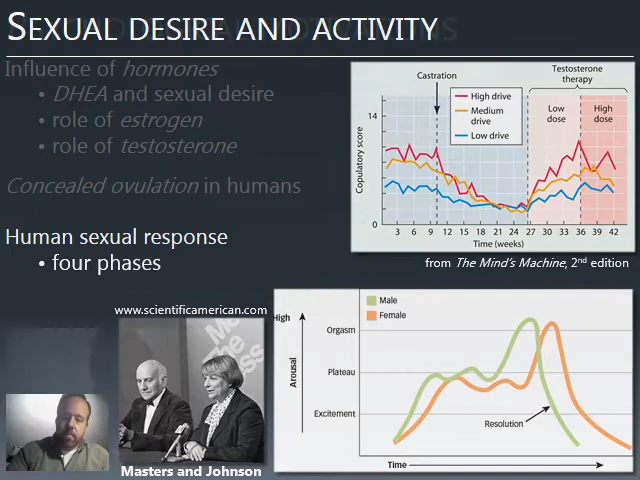 SEXUAL DESIRE AND ACTIVITY
Influence of hormones
• DHEA and sexual desire
• role of estrogen
• role of testosterone
Concealed ovulation in humans
Human sexual response
• four phases
Castration
Testosterone
therapy
High drive
Medium
drive
Low drive
Low
dose
High
dose
Copulatory score
14
0
3 6 9 12 15 18 21 24 27 30 33 36 39 42
Time (weeks)
from The Mind's Machine, 2nd edition
www.scientificamerican.com
Masters and Johnson
High
Arousal
Male
Female
Orgasm
Plateau
Excitement
Resolution
Time